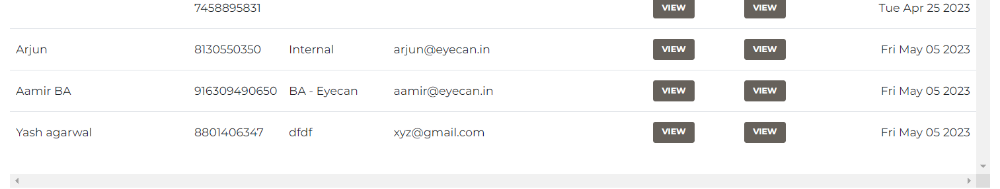 7458895831 VIEW VIEW Tue Apr 25 2023
Arjun 8130550350 Internal arjun@eyecan.in VIEW VIEW Fri May 05 2023
Aamir BA 916309490650 BA - Eyecan aamir@eyecan.in VIEW VIEW Fri May 05 2023
Yash agarwal 8801406347 dfdf xyz@gmail.com VIEW VIEW Fri May 05 2023